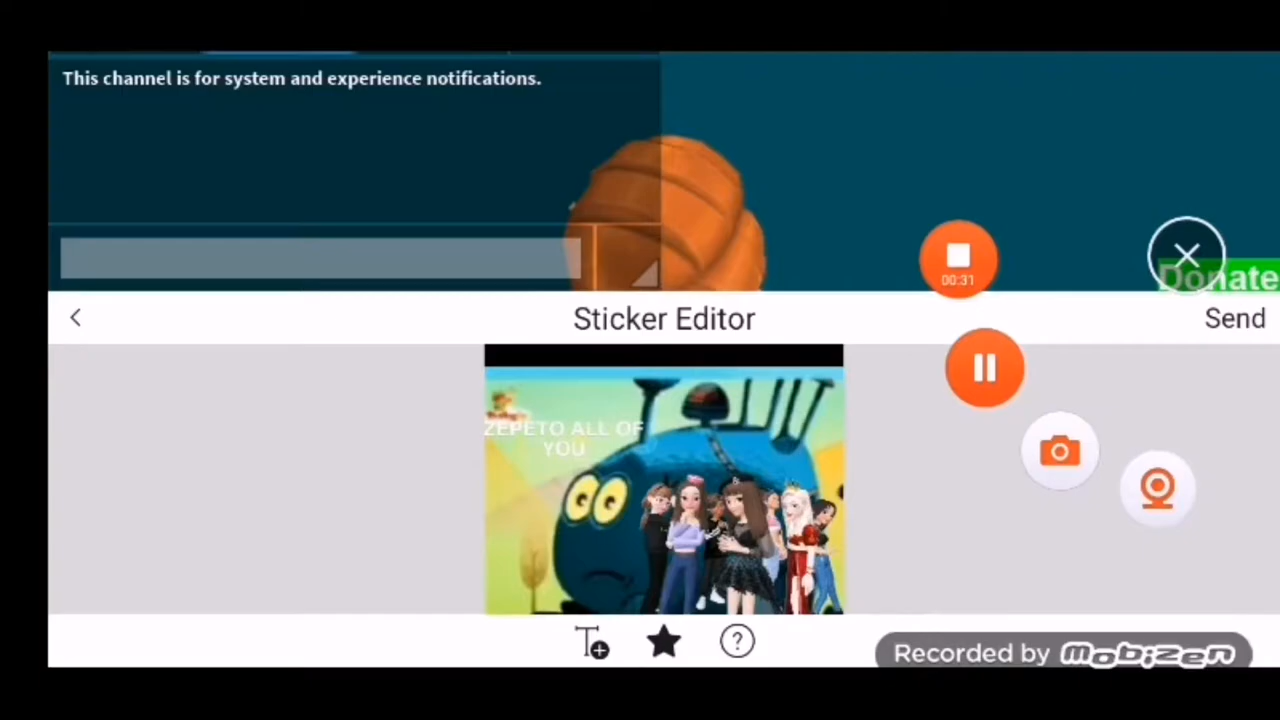 This channel is for system and experience notifications.
Donate
00:31
Sticker Editor
Send
ZEPETO ALL OF
YOU
Recorded by mobizen